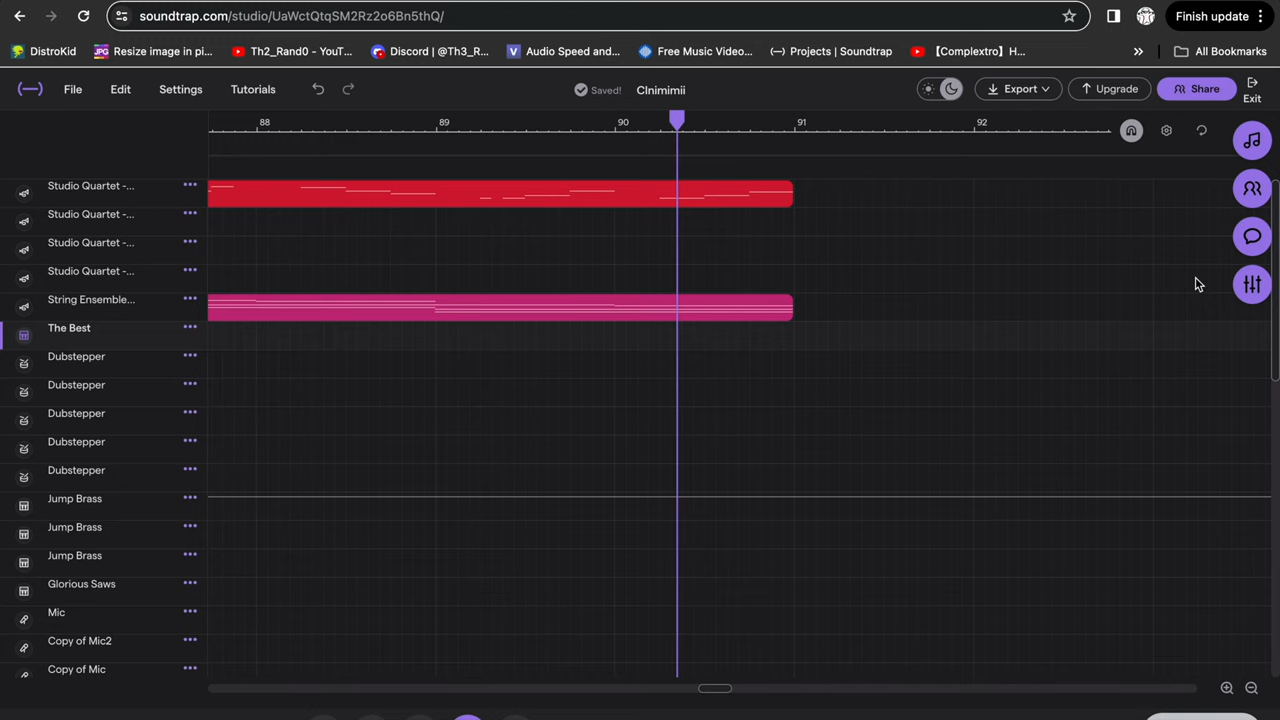 soundtrap.com/studio/UaWctQtqSM2Rz2o6Bn5thQ/
Finish update
DistroKid
Resize image in pi...
Th2_Rand0 - YouT...
Discord | @Th3_R...
Audio Speed and...
Free Music Video...
Projects | Soundtrap
【Complextro】H...
»
All Bookmarks
File
Edit
Settings
Tutorials
Saved!
Clnimimii
Export
Upgrade
Share
Exit
88
89
90
91
92
Studio Quartet -...
Studio Quartet -...
Studio Quartet -...
Studio Quartet -...
String Ensemble...
The Best
Dubstepper
Dubstepper
Dubstepper
Dubstepper
Dubstepper
Jump Brass
Jump Brass
Jump Brass
Glorious Saws
Mic
Copy of Mic2
Copy of Mic